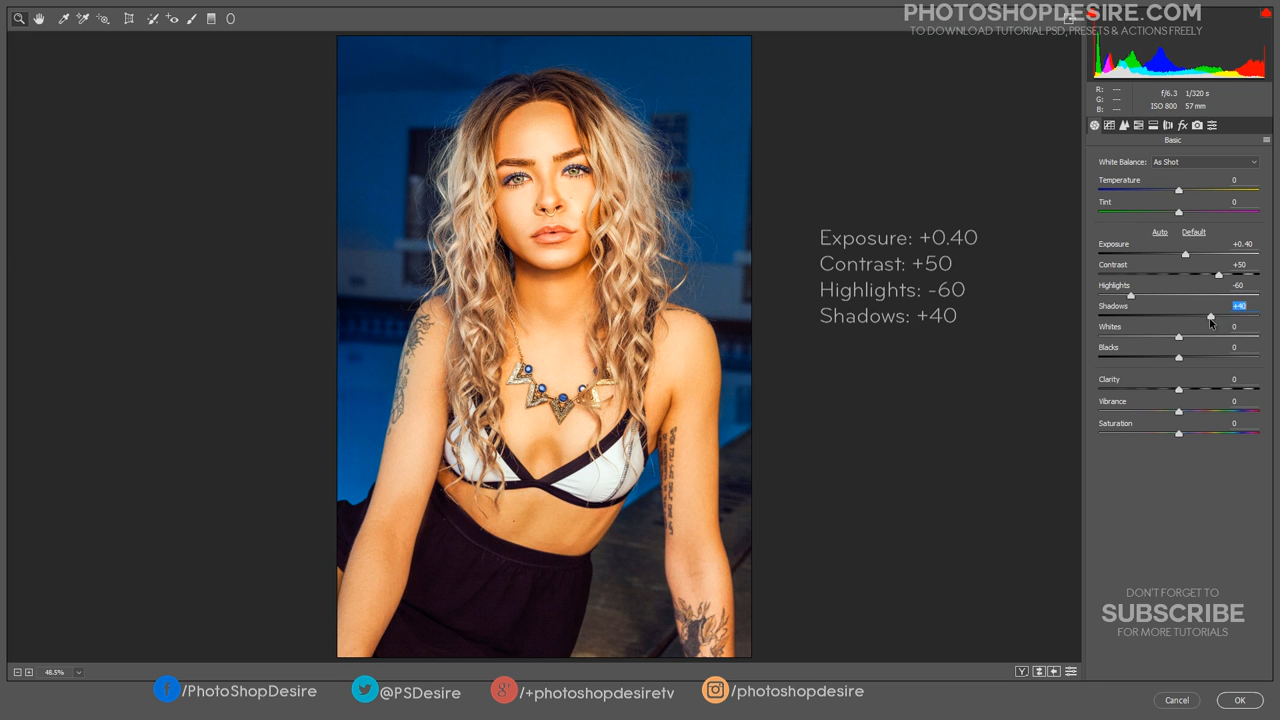 PHOTOSHOPDESIRE.COM
TO DOWNLOAD TUTORIAL PSD, PRESETS & ACTIONS FREELY
R: ---
G: ---
B: ---
f/6.3 1/320 s
ISO 800 57 mm
fx
Basic
White Balance: As Shot
Temperature 0
Tint 0
Auto Default
Exposure +0.40
Contrast +50
Highlights -60
Shadows +40
Whites 0
Blacks 0
Clarity 0
Vibrance 0
Saturation 0
Exposure: +0.40
Contrast: +50
Highlights: -60
Shadows: +40
DON'T FORGET TO
SUBSCRIBE
FOR MORE TUTORIALS
48.5%
Y
f /PhotoShopDesire
@PSDesire
g+ /+photoshopdesiretv
/photoshopdesire
Cancel OK